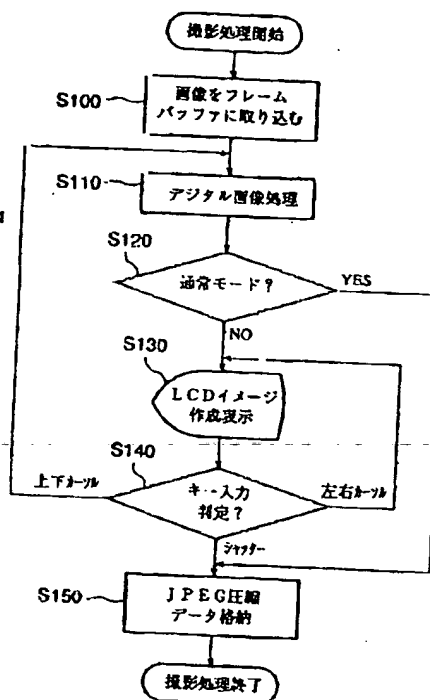 撮影処理開始
S100
画像をフレーム
バッファに取り込む
S110
デジタル画像処理
S120
通常モード?
YES
NO
S130
LCDイメージ
作成表示
S140
上下カーソル
キー入力
判定?
左右カーソル
シャッター
S150
JPEG圧縮
データ格納
撮影処理終了